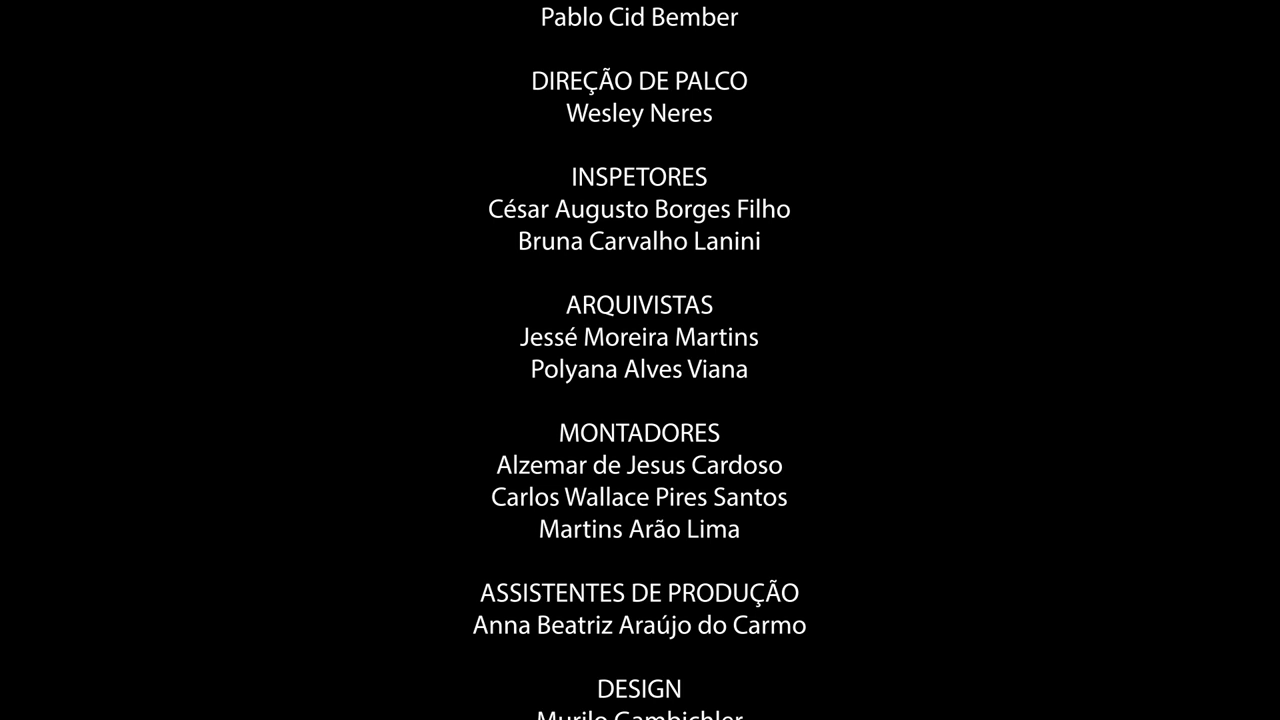 Pablo Cid Bember
DIREÇÃO DE PALCO
Wesley Neres
INSPETORES
César Augusto Borges Filho
Bruna Carvalho Lanini
ARQUIVISTAS
Jessé Moreira Martins
Polyana Alves Viana
MONTADORES
Alzemar de Jesus Cardoso
Carlos Wallace Pires Santos
Martins Arão Lima
ASSISTENTES DE PRODUÇÃO
Anna Beatriz Araújo do Carmo
DESIGN
Murilo Gambichler